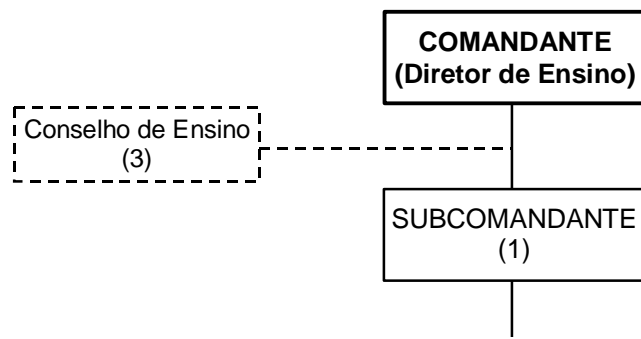 COMANDANTE
(Diretor de Ensino)
Conselho de Ensino
(3)
SUBCOMANDANTE
(1)